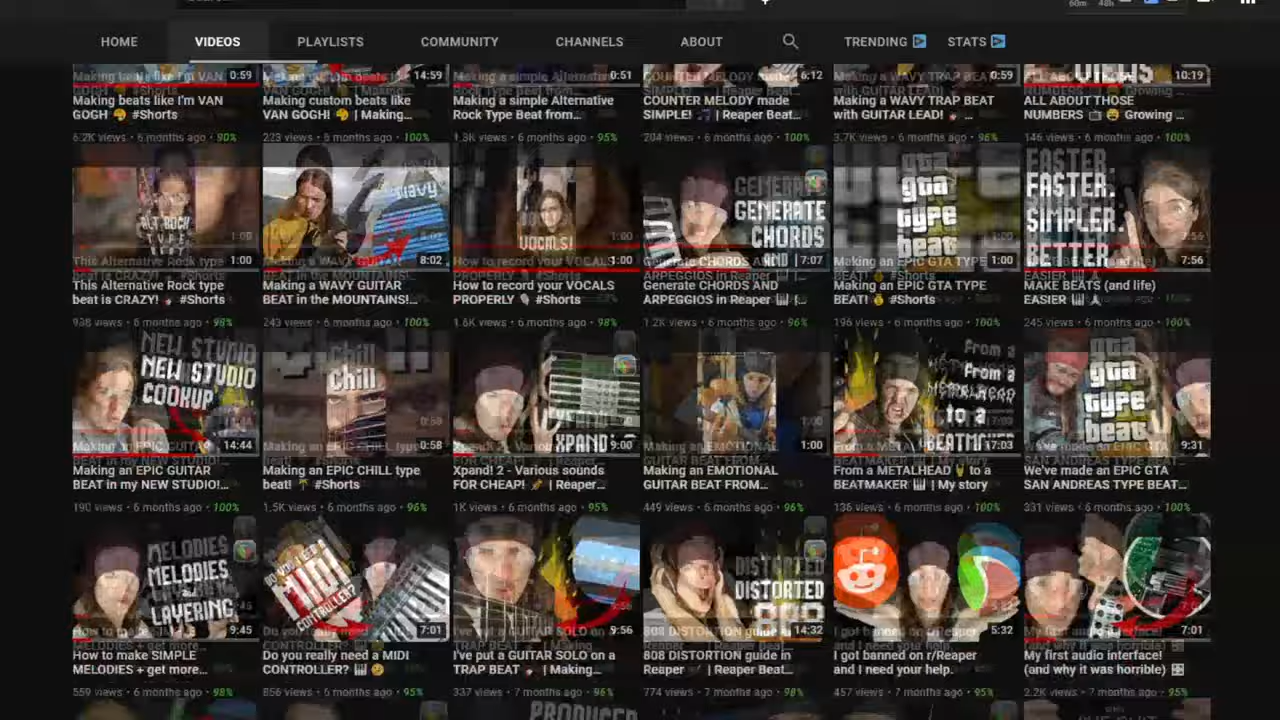 HOME VIDEOS PLAYLISTS COMMUNITY CHANNELS ABOUT TRENDING STATS
0:59 14:59 0:51 6:12 0:59 10:19
Making beats like I'm VAN
GOGH 🎨 #Shorts
Making custom beats like
VAN GOGH! 🎨 | Making...
Making a simple Alternative
Rock Type Beat from...
COUNTER MELODY made
SIMPLE! 🎵 | Reaper Beat...
Making a WAVY TRAP BEAT
with GUITAR LEAD! 🎸 ...
ALL ABOUT THOSE
NUMBERS 📺 😩 Growing ...
6.2K views • 6 months ago • 90%
223 views • 6 months ago • 100%
1.3K views • 6 months ago • 95%
204 views • 6 months ago • 100%
3.7K views • 6 months ago • 96%
146 views • 6 months ago • 100%
ALT ROCK
1:00
wavy
8:02
VOCALS!
1:00
GENERATE
CHORDS
AND
7:07
gta
type
beat
1:00
FASTER.
SIMPLER.
BETTER.
7:56
This Alternative Rock type
beat is CRAZY! 🎸 #Shorts
Making a WAVY GUITAR
BEAT in the MOUNTAINS!...
How to record your VOCALS
PROPERLY 🎙 #Shorts
Generate CHORDS AND
ARPEGGIOS in Reaper 🎹 |...
Making an EPIC GTA TYPE
BEAT! 💰 #Shorts
MAKE BEATS (and life)
EASIER 🎹 🙏
938 views • 6 months ago • 98%
243 views • 6 months ago • 100%
1.6K views • 6 months ago • 98%
1.2K views • 6 months ago • 96%
196 views • 6 months ago • 100%
245 views • 6 months ago • 100%
NEW STUDIO
COOKUP
14:44
chill
0:58
XPAND!
9:00
1:00
From a
to a
BEATMAKER
17:03
gta
type
beat
9:31
Making an EPIC GUITAR
BEAT in my NEW STUDIO!...
Making an EPIC CHILL type
beat! 🌴 #Shorts
Xpand! 2 - Various sounds
FOR CHEAP! 🎺 | Reaper...
Making an EMOTIONAL
GUITAR BEAT FROM...
From a METALHEAD 🤘 to a
BEATMAKER 🎹 | My story
We've made an EPIC GTA
SAN ANDREAS TYPE BEAT...
190 views • 6 months ago • 100%
1.5K views • 6 months ago • 96%
1K views • 6 months ago • 95%
449 views • 6 months ago • 96%
136 views • 6 months ago • 100%
331 views • 6 months ago • 100%
MELODIES
and
LAYERING
9:45
DO YOU NEED A
MIDI
CONTROLLER?
7:01
9:56
DISTORTED
808
14:32
5:32
7:01
How to make SIMPLE
MELODIES + get more...
Do you really need a MIDI
CONTROLLER? 🎹 🤔
I've put a GUITAR SOLO on a
TRAP BEAT 🎸 | Making...
808 DISTORTION guide in
Reaper | Reaper Beat...
I got banned on r/Reaper
and I need your help.
My first audio interface!
(and why it was horrible) 🎛
559 views • 6 months ago • 98%
856 views • 6 months ago • 95%
337 views • 7 months ago • 96%
774 views • 7 months ago • 98%
457 views • 7 months ago • 95%
2.2K views • 7 months ago • 95%
PRODUCER